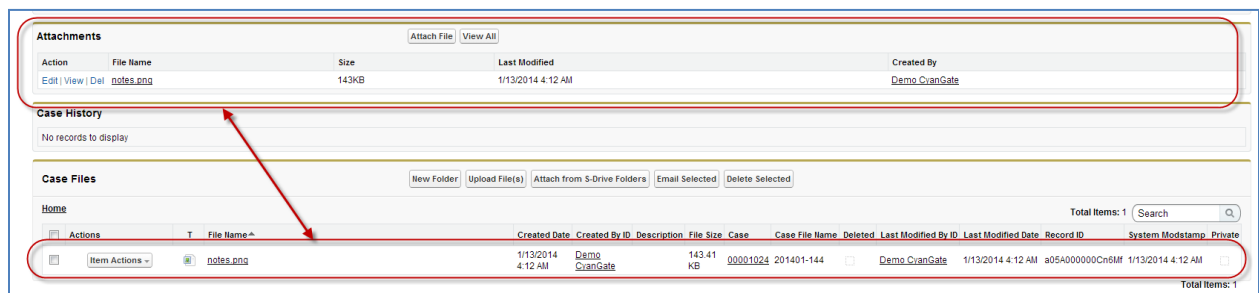 Attachments Attach File View All
Action File Name Size Last Modified Created By
Edit | View | Del notes.png 143KB 1/13/2014 4:12 AM Demo CyanGate
Case History
No records to display
Case Files New Folder Upload File(s) Attach from S-Drive Folders Email Selected Delete Selected
Home Total Items: 1 Search
Actions T File Name Created Date Created By ID Description File Size Case Case File Name Deleted Last Modified By ID Last Modified Date Record ID System Modstamp Private
Item Actions notes.png 1/13/2014 4:12 AM Demo CyanGate 143.41 KB 00001024 201401-144 Demo CyanGate 1/13/2014 4:12 AM a05A000000Cn6Mf 1/13/2014 4:12 AM
Total Items: 1